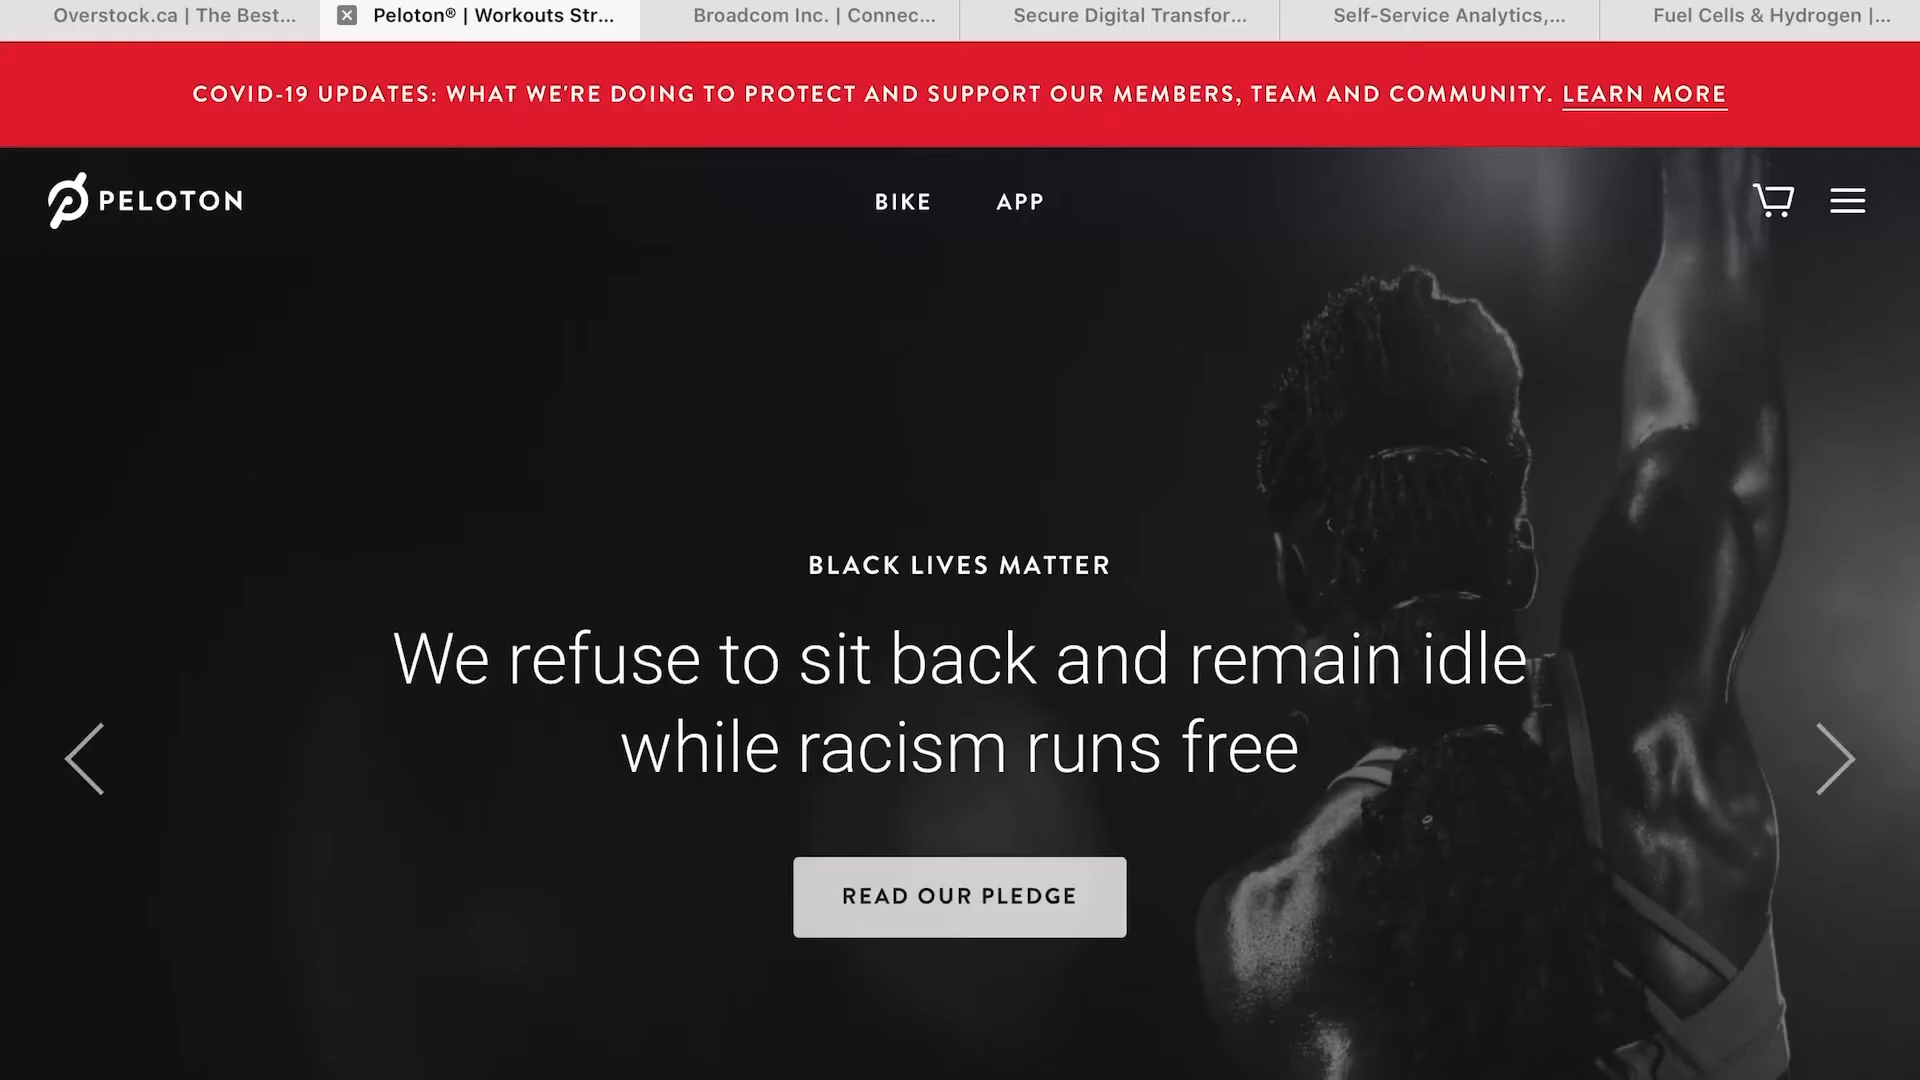 Overstock.ca | The Best...
Peloton® | Workouts Str...
Broadcom Inc. | Connec...
Secure Digital Transfor...
Self-Service Analytics,...
Fuel Cells & Hydrogen |...
COVID-19 UPDATES: WHAT WE'RE DOING TO PROTECT AND SUPPORT OUR MEMBERS, TEAM AND COMMUNITY. LEARN MORE
PELOTON
BIKE
APP
BLACK LIVES MATTER
We refuse to sit back and remain idle
while racism runs free
READ OUR PLEDGE